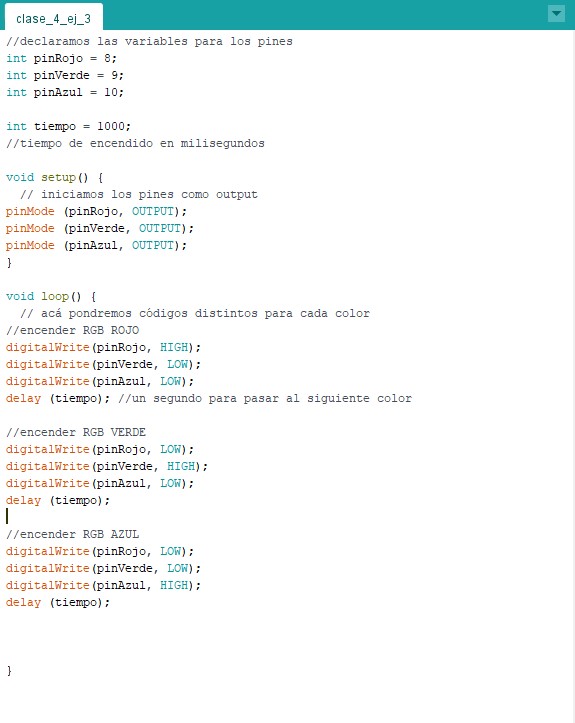 clase_4_ej_3
//declaramos las variables para los pines
int pinRojo = 8;
int pinVerde = 9;
int pinAzul = 10;
int tiempo = 1000;
//tiempo de encendido en milisegundos
void setup() {
// iniciamos los pines como output
pinMode (pinRojo, OUTPUT);
pinMode (pinVerde, OUTPUT);
pinMode (pinAzul, OUTPUT);
}
void loop() {
// acá pondremos códigos distintos para cada color
//encender RGB ROJO
digitalWrite(pinRojo, HIGH);
digitalWrite(pinVerde, LOW);
digitalWrite(pinAzul, LOW);
delay (tiempo); //un segundo para pasar al siguiente color
//encender RGB VERDE
digitalWrite(pinRojo, LOW);
digitalWrite(pinVerde, HIGH);
digitalWrite(pinAzul, LOW);
delay (tiempo);
//encender RGB AZUL
digitalWrite(pinRojo, LOW);
digitalWrite(pinVerde, LOW);
digitalWrite(pinAzul, HIGH);
delay (tiempo);
}